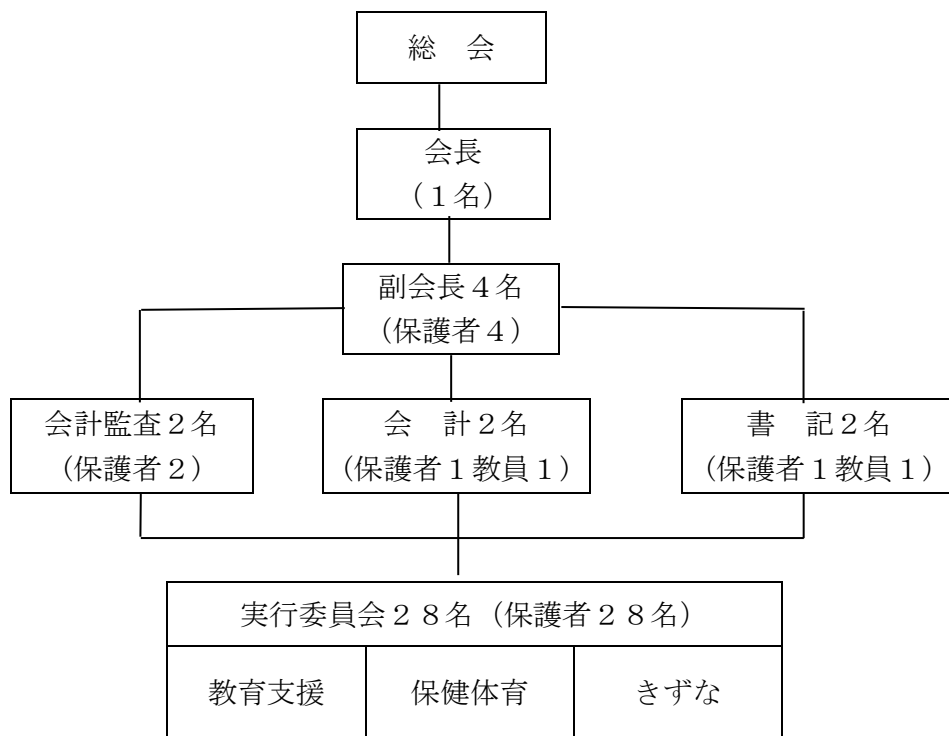 総　会
会長
（１名）
副会長４名
（保護者４）
会計監査２名
（保護者２）
会　計２名
（保護者１教員１）
書　記２名
（保護者１教員１）
実行委員会２８名（保護者２８名）
教育支援
保健体育
きずな